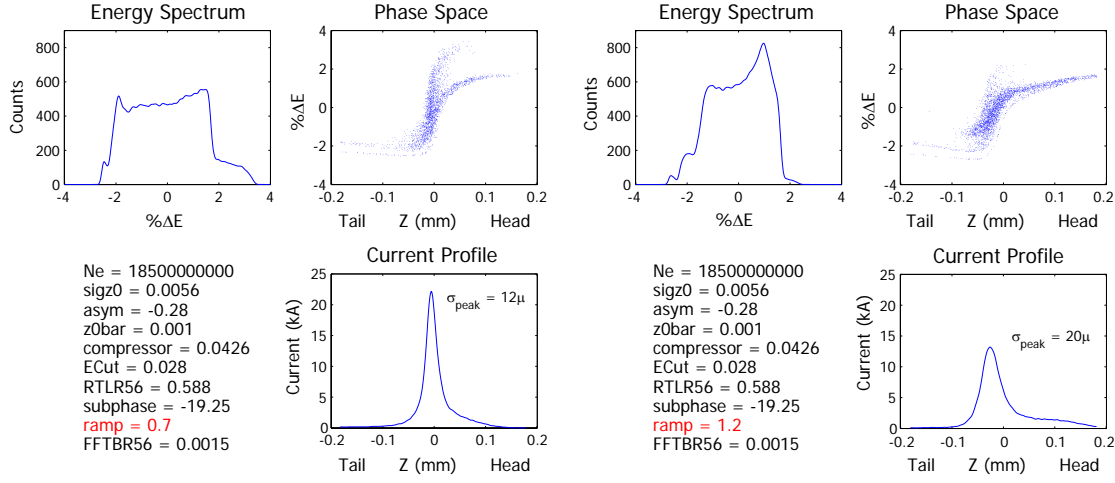 Energy Spectrum
Counts
800
600
400
200
0
-4
-2
0
2
4
%ΔE
Phase Space
%ΔE
4
2
0
-2
-4
-0.2
-0.1
0
0.1
0.2
Tail
Z (mm)
Head
Ne = 18500000000
sigz0 = 0.0056
asym = -0.28
z0bar = 0.001
compressor = 0.0426
ECut = 0.028
RTLR56 = 0.588
subphase = -19.25
ramp = 0.7
FFTBR56 = 0.0015
Current Profile
Current (kA)
25
20
15
10
5
0
σpeak = 12μ
-0.2
-0.1
0
0.1
0.2
Tail
Z (mm)
Head
Energy Spectrum
Counts
800
600
400
200
0
-4
-2
0
2
4
%ΔE
Phase Space
%ΔE
4
2
0
-2
-4
-0.2
-0.1
0
0.1
0.2
Tail
Z (mm)
Head
Ne = 18500000000
sigz0 = 0.0056
asym = -0.28
z0bar = 0.001
compressor = 0.0426
ECut = 0.028
RTLR56 = 0.588
subphase = -19.25
ramp = 1.2
FFTBR56 = 0.0015
Current Profile
Current (kA)
25
20
15
10
5
0
σpeak = 20μ
-0.2
-0.1
0
0.1
0.2
Tail
Z (mm)
Head